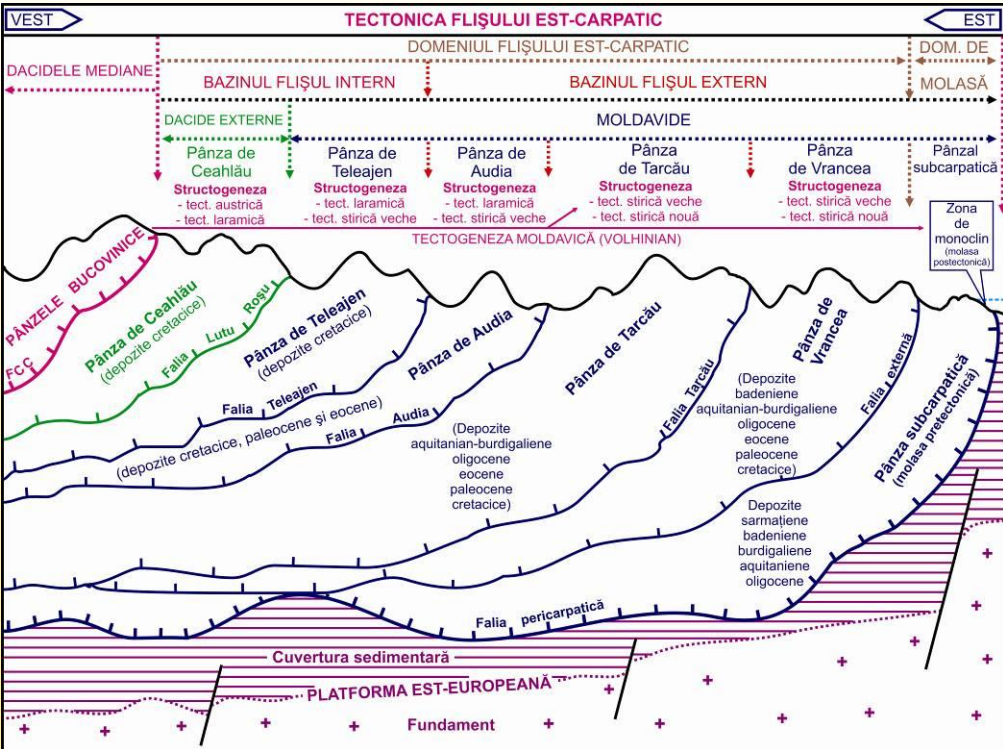 VEST
TECTONICA FLIŞULUI EST-CARPATIC
EST
DOMENIUL FLIŞULUI EST-CARPATIC
DOM. DE
MOLASĂ
DACIDELE MEDIANE
BAZINUL FLIŞUL INTERN
BAZINUL FLIŞUL EXTERN
DACIDE EXTERNE
MOLDAVIDE
Pânza de
Ceahlău
Structogeneza
- tect. austrică
- tect. laramică
Pânza de
Teleajen
Structogeneza
- tect. laramică
- tect. stirică veche
Pânza de
Audia
Structogeneza
- tect. laramică
- tect. stirică veche
Pânza
de Tarcău
Structogeneza
- tect. stirică veche
- tect. stirică nouă
Pânza
de Vrancea
Structogeneza
- tect. stirică veche
- tect. stirică nouă
Pânzal
subcarpatică
TECTOGENEZA MOLDAVICĂ (VOLHINIAN)
Zona
de
monoclin
(molasa
postectonică)
PÂNZELE BUCOVINICE
FCC
Pânza de Ceahlău
(depozite cretacice)
Falia Lutu Roşu
Pânza de Teleajen
(depozite cretacice)
Falia Teleajen
Pânza de Audia
(depozite cretacice, paleocene şi eocene)
Falia Audia
Pânza de Tarcău
(Depozite
aquitanian-burdigaliene
oligocene
eocene
paleocene
cretacice)
Falia Tarcău
Pânza de
Vrancea
(Depozite
badeniene
aquitanian-burdigaliene
oligocene
eocene
paleocene
cretacice)
Falia externă
Pânza subcarpatică
(molasa pretectonică)
Depozite
sarmațiene
badeniene
burdigaliene
aquitaniene
oligocene
Falia pericarpatică
Cuvertura sedimentară
PLATFORMA EST-EUROPEANĂ
Fundament